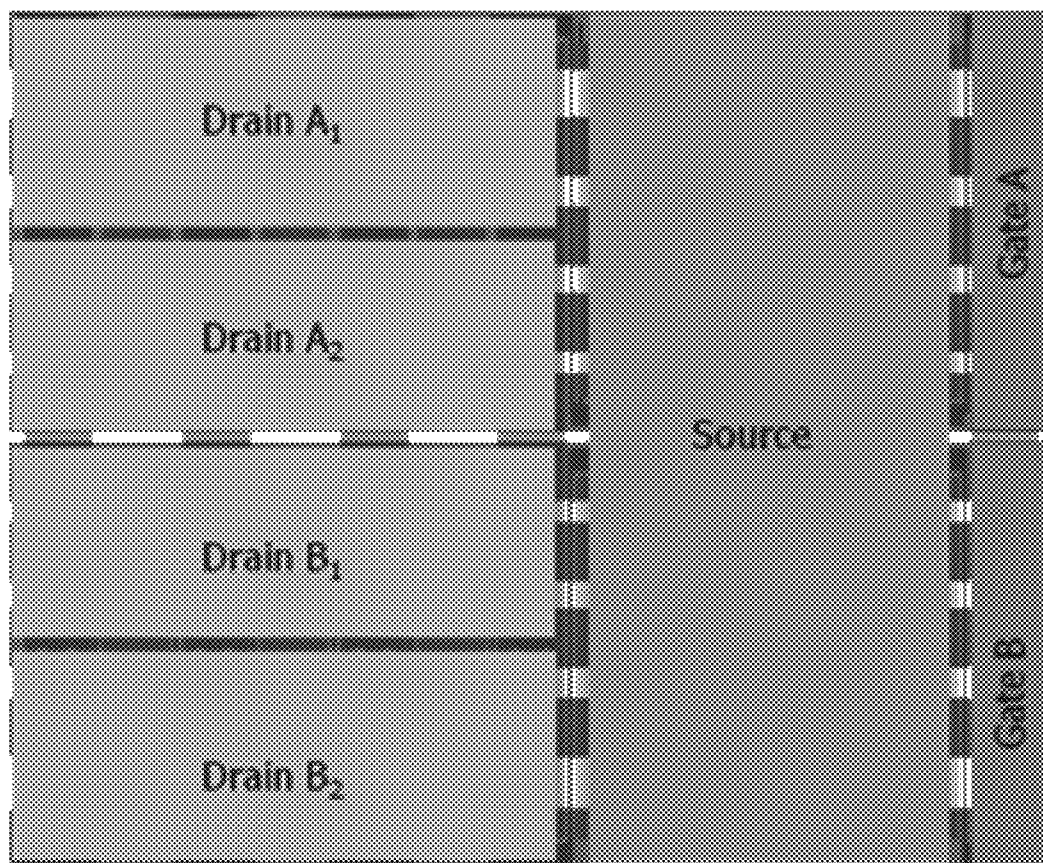 Drain A₁
Gate A
Drain A₂
Source
Drain B₁
Gate B
Drain B₂